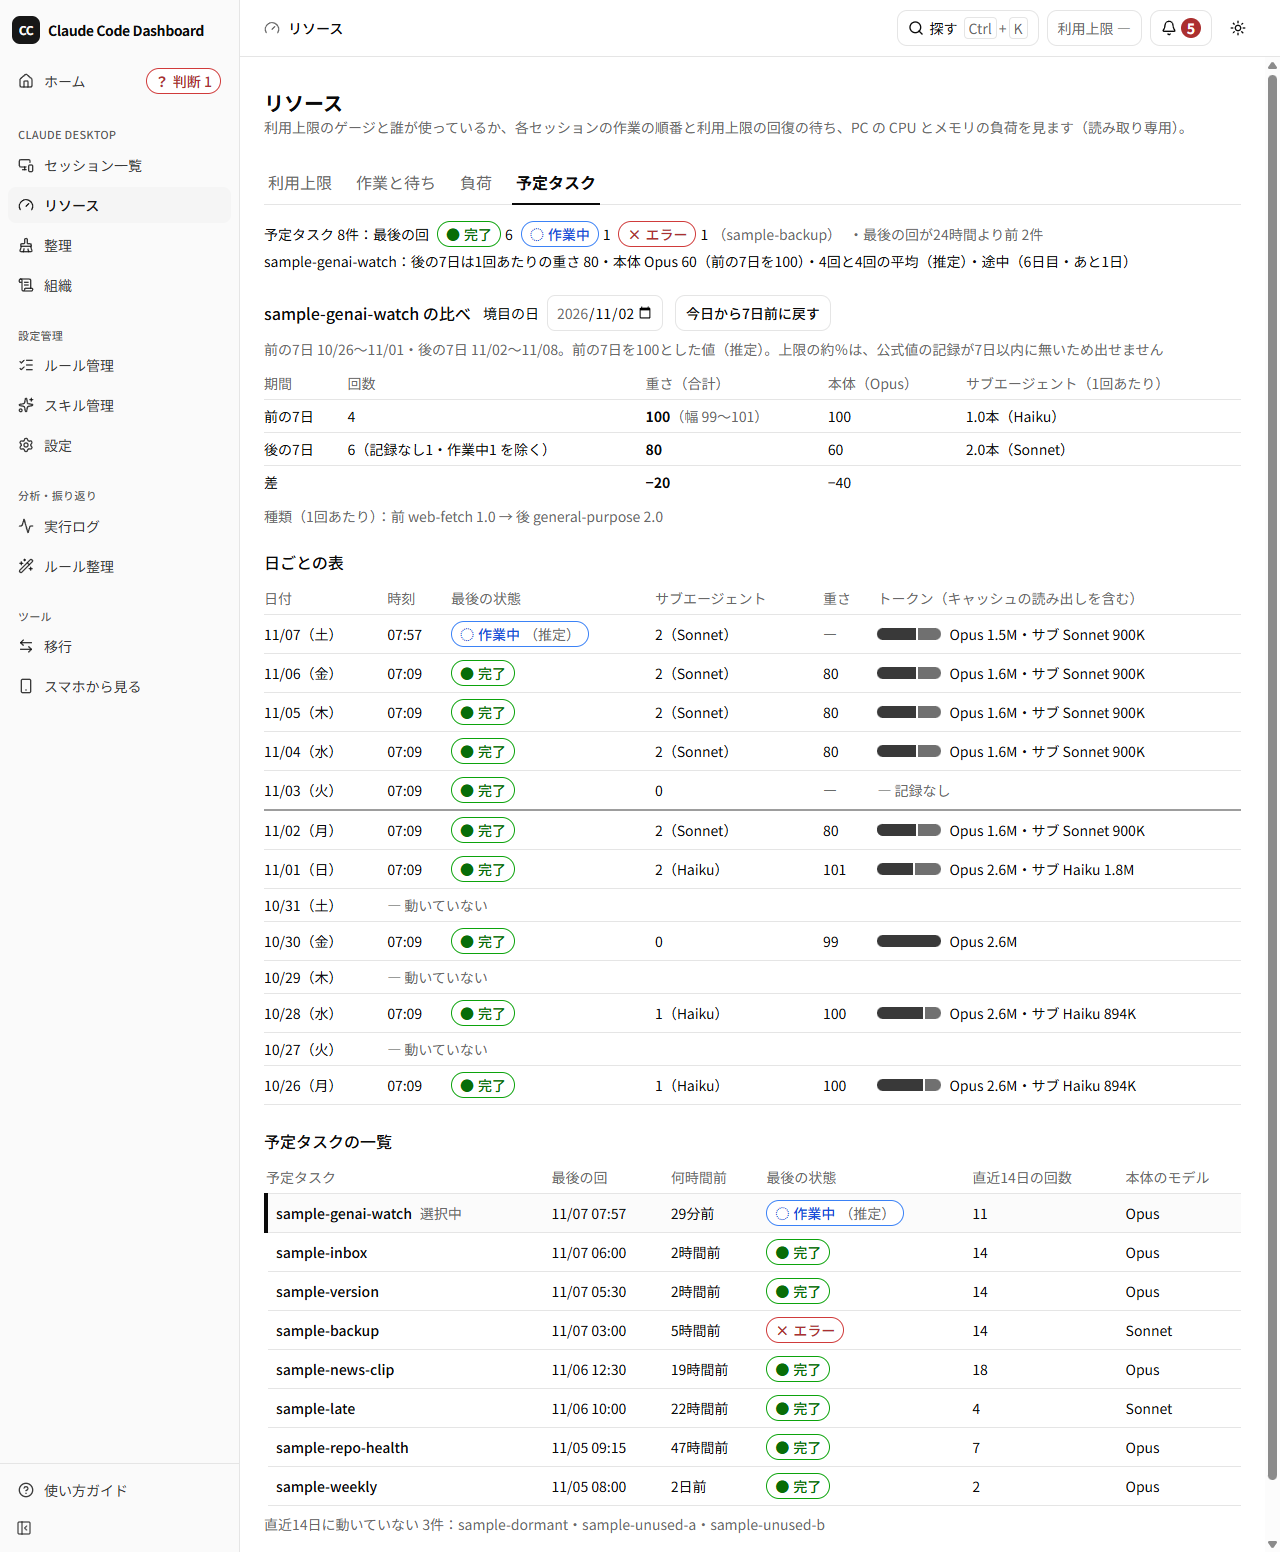 CC Claude Code Dashboard
ホーム
? 判断 1
CLAUDE DESKTOP
セッション一覧
リソース
整理
組織
設定管理
ルール管理
スキル管理
設定
分析・振り返り
実行ログ
ルール整理
ツール
移行
スマホから見る
使い方ガイド
リソース
探す Ctrl + K
利用上限 —
5
リソース
利用上限のゲージと誰が使っているか、各セッションの作業の順番と利用上限の回復の待ち、PC の CPU とメモリの負荷を見ます（読み取り専用）。
利用上限 作業と待ち 負荷 予定タスク
予定タスク 8件：最後の回 完了 6 作業中 1 エラー 1 （sample-backup） ・最後の回が24時間より前 2件
sample-genai-watch：後の7日は1回あたりの重さ 80・本体 Opus 60（前の7日を100）・4回と4回の平均（推定）・途中（6日目・あと1日）
sample-genai-watch の比べ 境目の日 2026/11/02 今日から7日前に戻す
前の7日 10/26〜11/01・後の7日 11/02〜11/08。前の7日を100とした値（推定）。上限の約%は、公式値の記録が7日以内に無いため出せません
期間 回数 重さ（合計） 本体（Opus） サブエージェント（1回あたり）
前の7日 4 100（幅 99〜101） 100 1.0本（Haiku）
後の7日 6（記録なし1・作業中1 を除く） 80 60 2.0本（Sonnet）
差 −20 −40
種類（1回あたり）：前 web-fetch 1.0 → 後 general-purpose 2.0
日ごとの表
日付 時刻 最後の状態 サブエージェント 重さ トークン（キャッシュの読み出しを含む）
11/07（土） 07:57 作業中 （推定） 2（Sonnet） — Opus 1.5M・サブ Sonnet 900K
11/06（金） 07:09 完了 2（Sonnet） 80 Opus 1.6M・サブ Sonnet 900K
11/05（木） 07:09 完了 2（Sonnet） 80 Opus 1.6M・サブ Sonnet 900K
11/04（水） 07:09 完了 2（Sonnet） 80 Opus 1.6M・サブ Sonnet 900K
11/03（火） 07:09 完了 0 — — 記録なし
11/02（月） 07:09 完了 2（Sonnet） 80 Opus 1.6M・サブ Sonnet 900K
11/01（日） 07:09 完了 2（Haiku） 101 Opus 2.6M・サブ Haiku 1.8M
10/31（土） — 動いていない
10/30（金） 07:09 完了 0 99 Opus 2.6M
10/29（木） — 動いていない
10/28（水） 07:09 完了 1（Haiku） 100 Opus 2.6M・サブ Haiku 894K
10/27（火） — 動いていない
10/26（月） 07:09 完了 1（Haiku） 100 Opus 2.6M・サブ Haiku 894K
予定タスクの一覧
予定タスク 最後の回 何時間前 最後の状態 直近14日の回数 本体のモデル
sample-genai-watch 選択中 11/07 07:57 29分前 作業中 （推定） 11 Opus
sample-inbox 11/07 06:00 2時間前 完了 14 Opus
sample-version 11/07 05:30 2時間前 完了 14 Opus
sample-backup 11/07 03:00 5時間前 エラー 14 Sonnet
sample-news-clip 11/06 12:30 19時間前 完了 18 Opus
sample-late 11/06 10:00 22時間前 完了 4 Sonnet
sample-repo-health 11/05 09:15 47時間前 完了 7 Opus
sample-weekly 11/05 08:00 2日前 完了 2 Opus
直近14日に動いていない 3件：sample-dormant・sample-unused-a・sample-unused-b